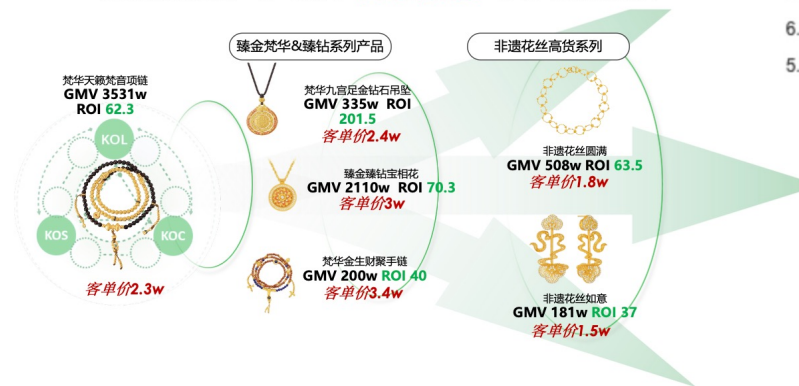 臻金梵华&臻钻系列产品
非遗花丝高货系列
6.
5.
梵华天籁梵音项链
GMV 3531w
ROI 62.3
KOL
KOS
KOC
客单价2.3w
梵华九宫足金钻石吊坠
GMV 335w ROI
201.5
客单价2.4w
臻金臻钻宝相花
GMV 2110w ROI 70.3
客单价3w
梵华金生财聚手链
GMV 200w ROI 40
客单价3.4w
非遗花丝圆满
GMV 508w ROI 63.5
客单价1.8w
非遗花丝如意
GMV 181w ROI 37
客单价1.5w